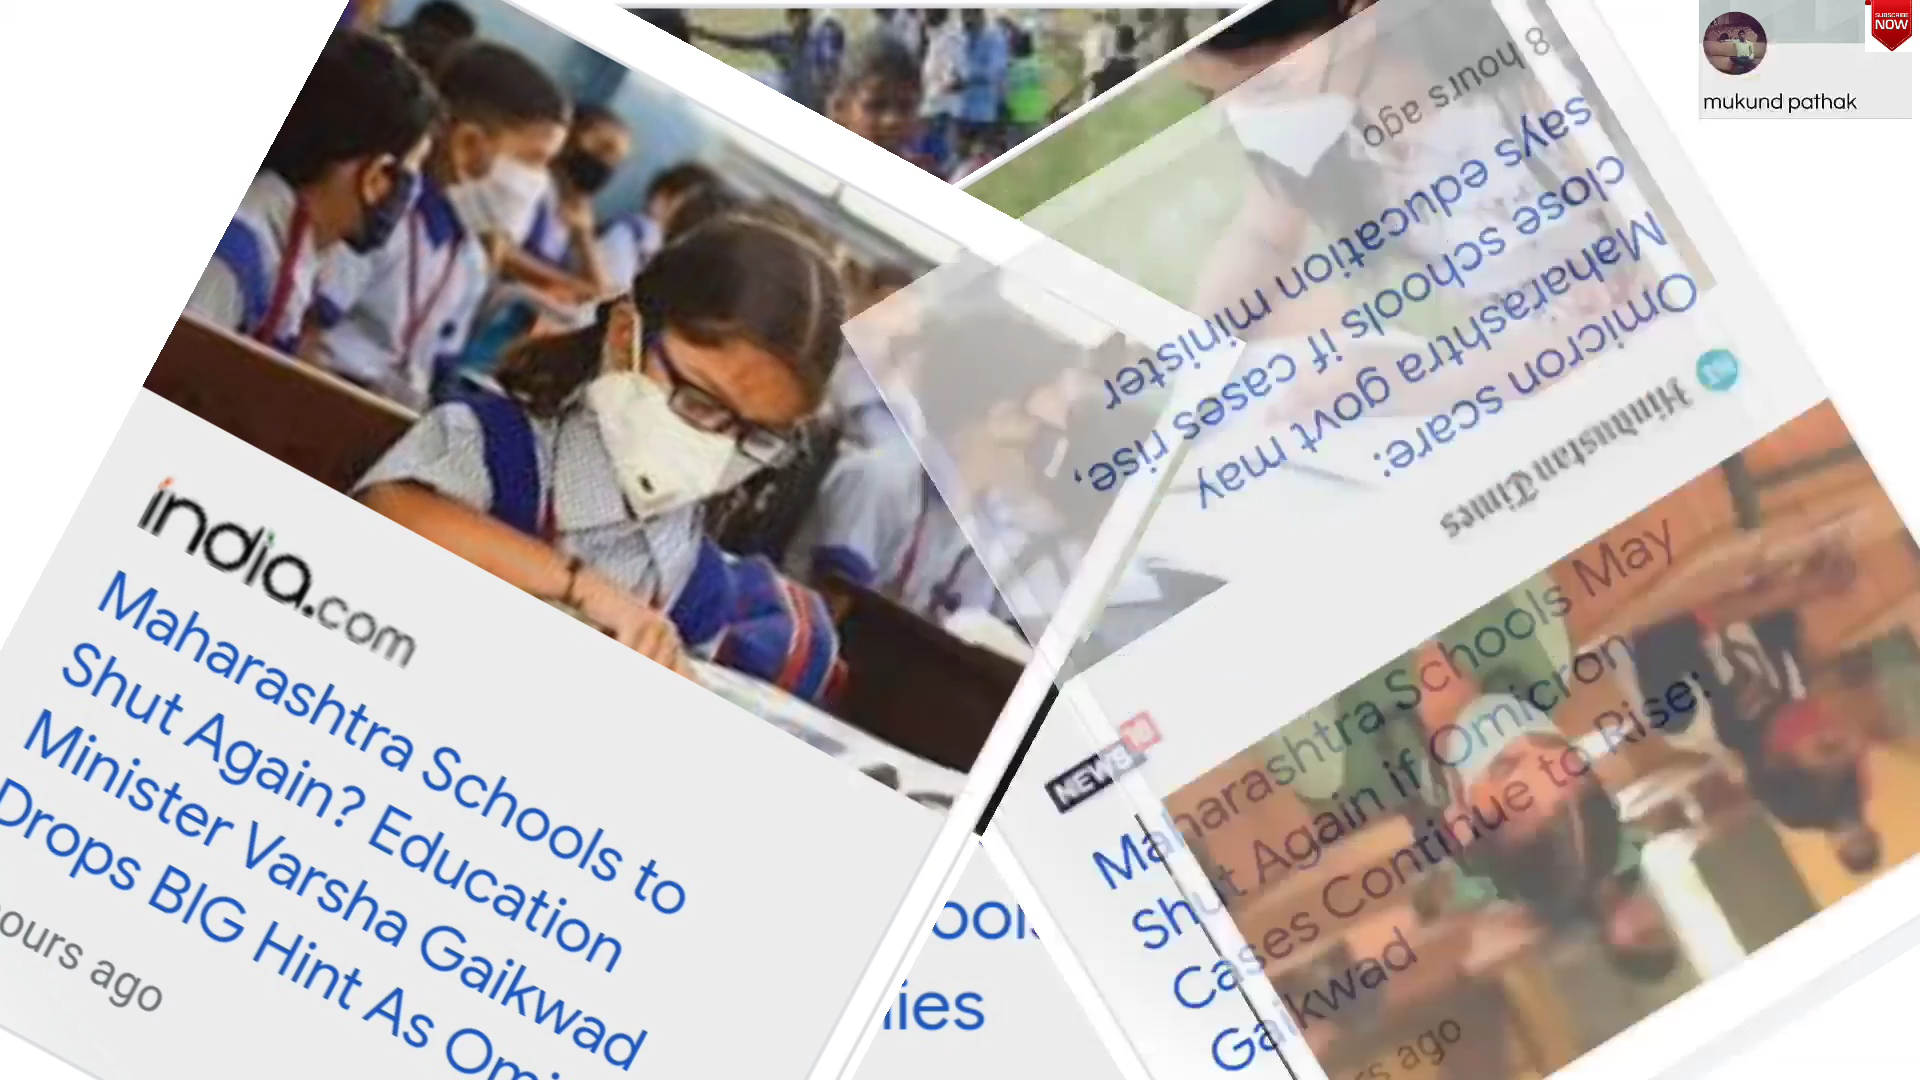 india.com
Maharashtra Schools to
Shut Again? Education
Minister Varsha Gaikwad
Drops BIG Hint As
ours ago
Hindustan Times
Omicron scare:
Maharashtra govt may
close schools if cases rise,
says education minister
8 hours ago
NEWS18
Maharashtra Schools May
Shut Again if Omicron
Cases Continue to Rise:
Gaikwad
ago
SUBSCRIBE
NOW
mukund pathak